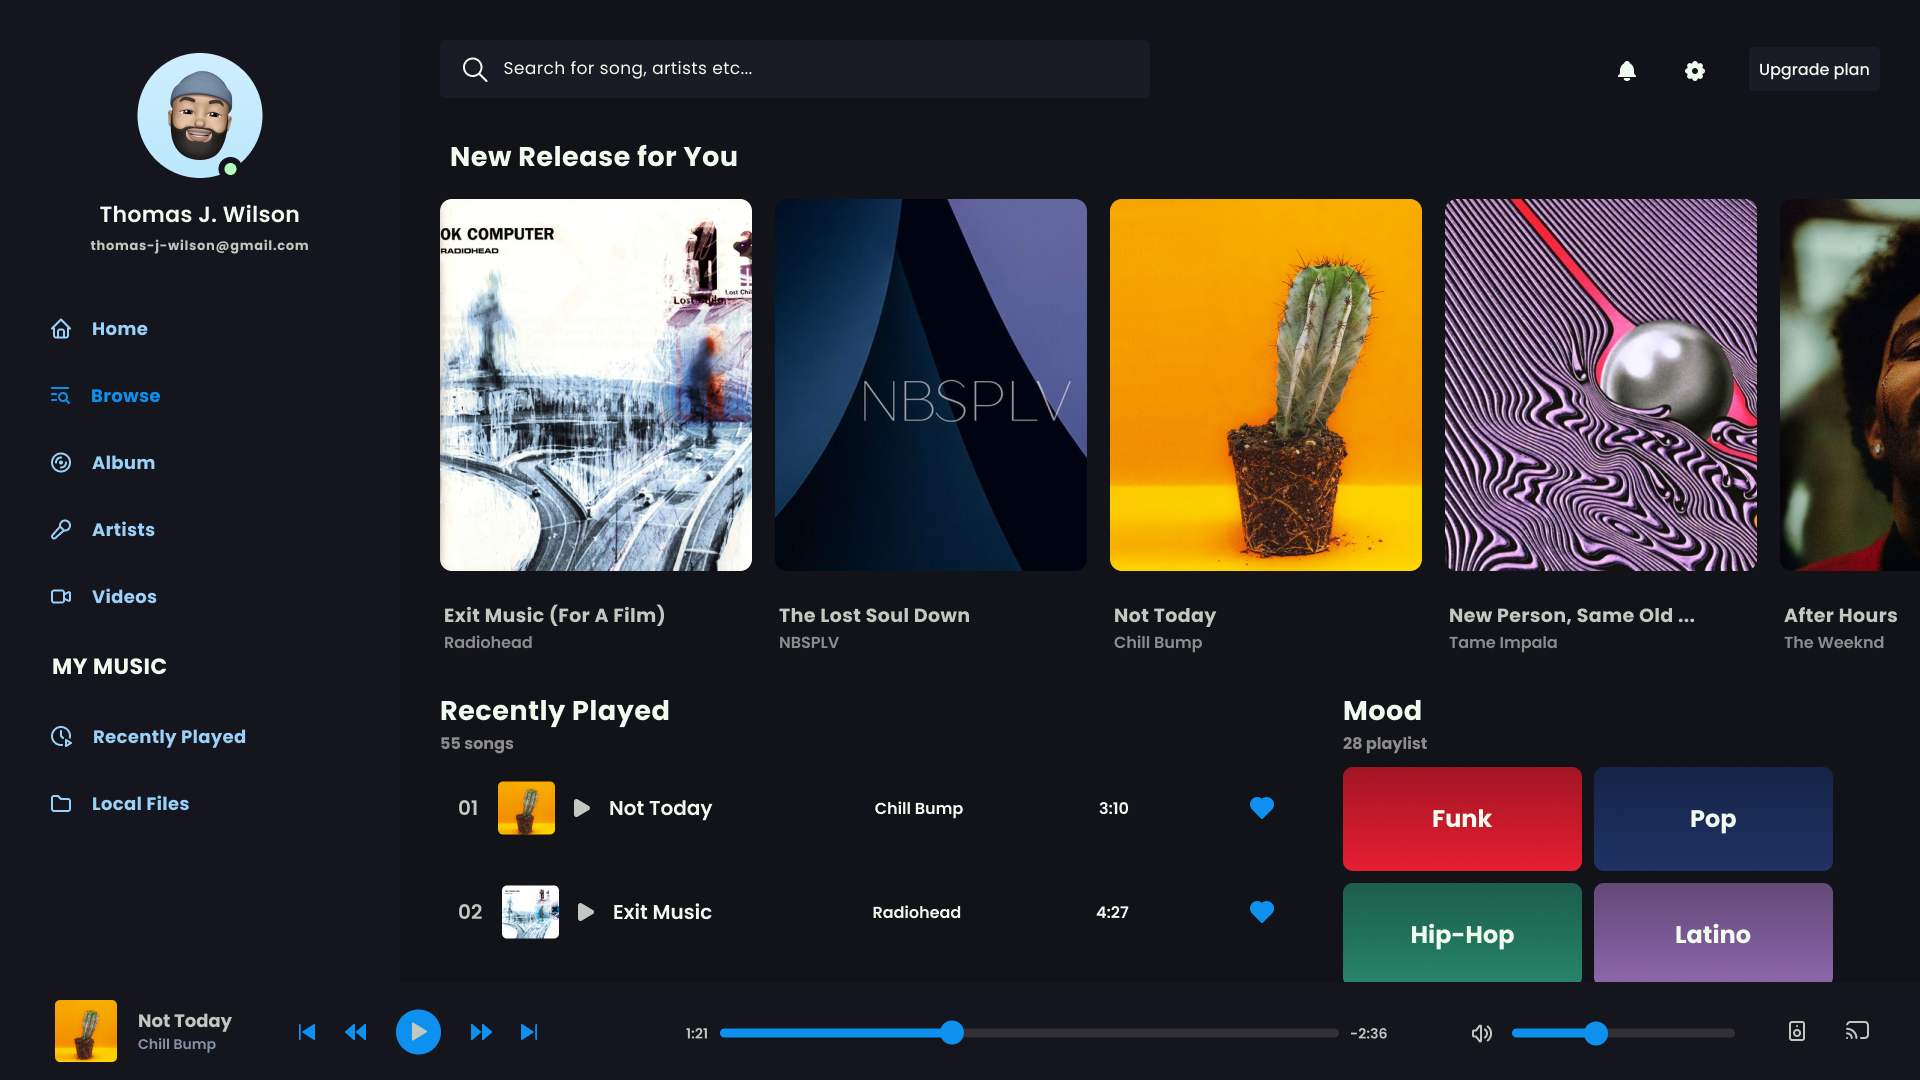 Thomas J. Wilson
thomas-j-wilson@gmail.com
Home
Browse
Album
Artists
Videos
MY MUSIC
Recently Played
Local Files
Search for song, artists etc...
Upgrade plan
New Release for You
OK COMPUTER
RADIOHEAD
Lost Child
Lost Chi
NBSPLV
Exit Music (For A Film)
Radiohead
The Lost Soul Down
NBSPLV
Not Today
Chill Bump
New Person, Same Old ...
Tame Impala
After Hours
The Weeknd
Recently Played
55 songs
01 Not Today Chill Bump 3:10
02 Exit Music Radiohead 4:27
Mood
28 playlist
Funk
Pop
Hip-Hop
Latino
Not Today
Chill Bump
1:21
-2:36